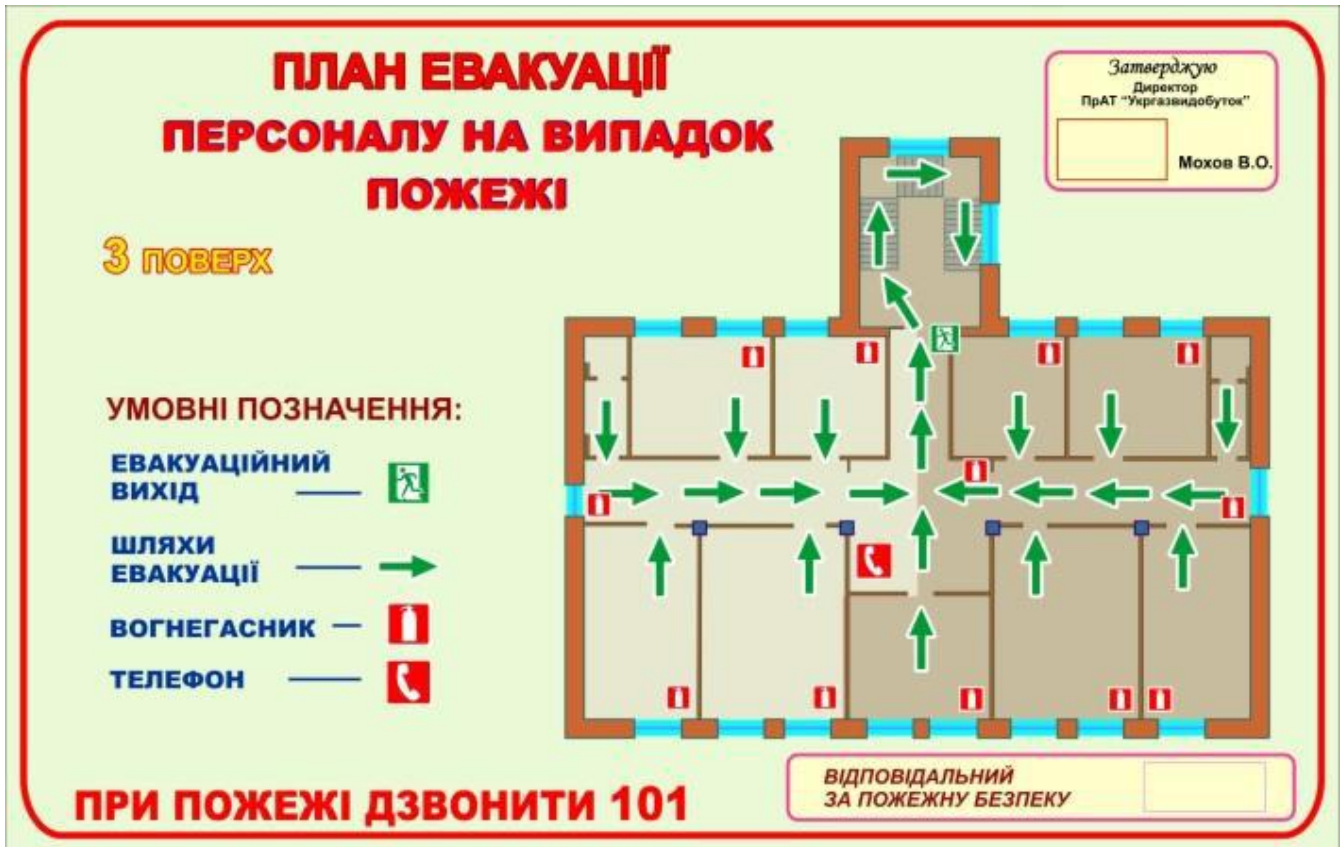 ПЛАН ЕВАКУАЦІЇ
ПЕРСОНАЛУ НА ВИПАДОК
ПОЖЕЖІ
Затверджую
Директор
ПрАТ "Укргазвидобуток"
Мохов В.О.
3 ПОВЕРХ
УМОВНІ ПОЗНАЧЕННЯ:
ЕВАКУАЦІЙНИЙ
ВИХІД
ШЛЯХИ
ЕВАКУАЦІЇ
ВОГНЕГАСНИК
ТЕЛЕФОН
ВІДПОВІДАЛЬНИЙ
ЗА ПОЖЕЖНУ БЕЗПЕКУ
ПРИ ПОЖЕЖІ ДЗВОНИТИ 101